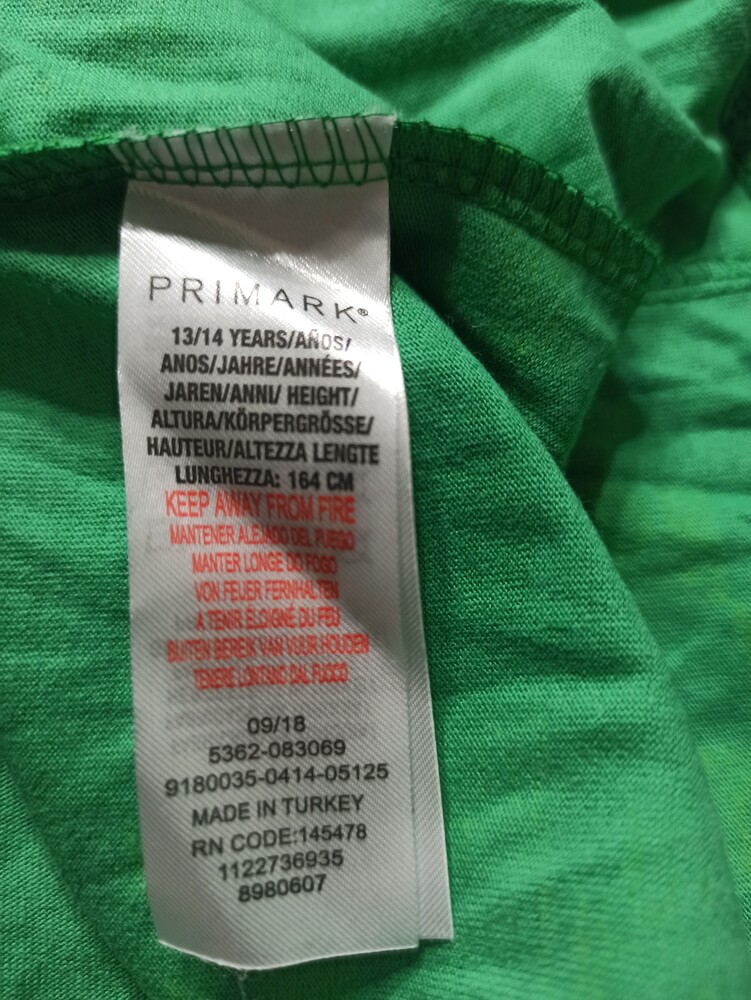 PRIMARK®
13/14 YEARS/AÑOS/
ANOS/JAHRE/ANNÉES/
JAREN/ANNI/ HEIGHT/
ALTURA/KÖRPERGRÖSSE/
HAUTEUR/ALTEZZA LENGTE
LUNGHEZZA: 164 CM
KEEP AWAY FROM FIRE
MANTENER ALEJADO DEL FUEGO
MANTER LONGE DO FOGO
VON FEUER FERNHALTEN
A TENIR ÉLOIGNÉ DU FEU
BUITEN BEREIK VAN VUUR HOUDEN
TENERE LONTANO DAL FUOCO
09/18
5362-083069
9180035-0414-05125
MADE IN TURKEY
RN CODE:145478
1122736935
8980607